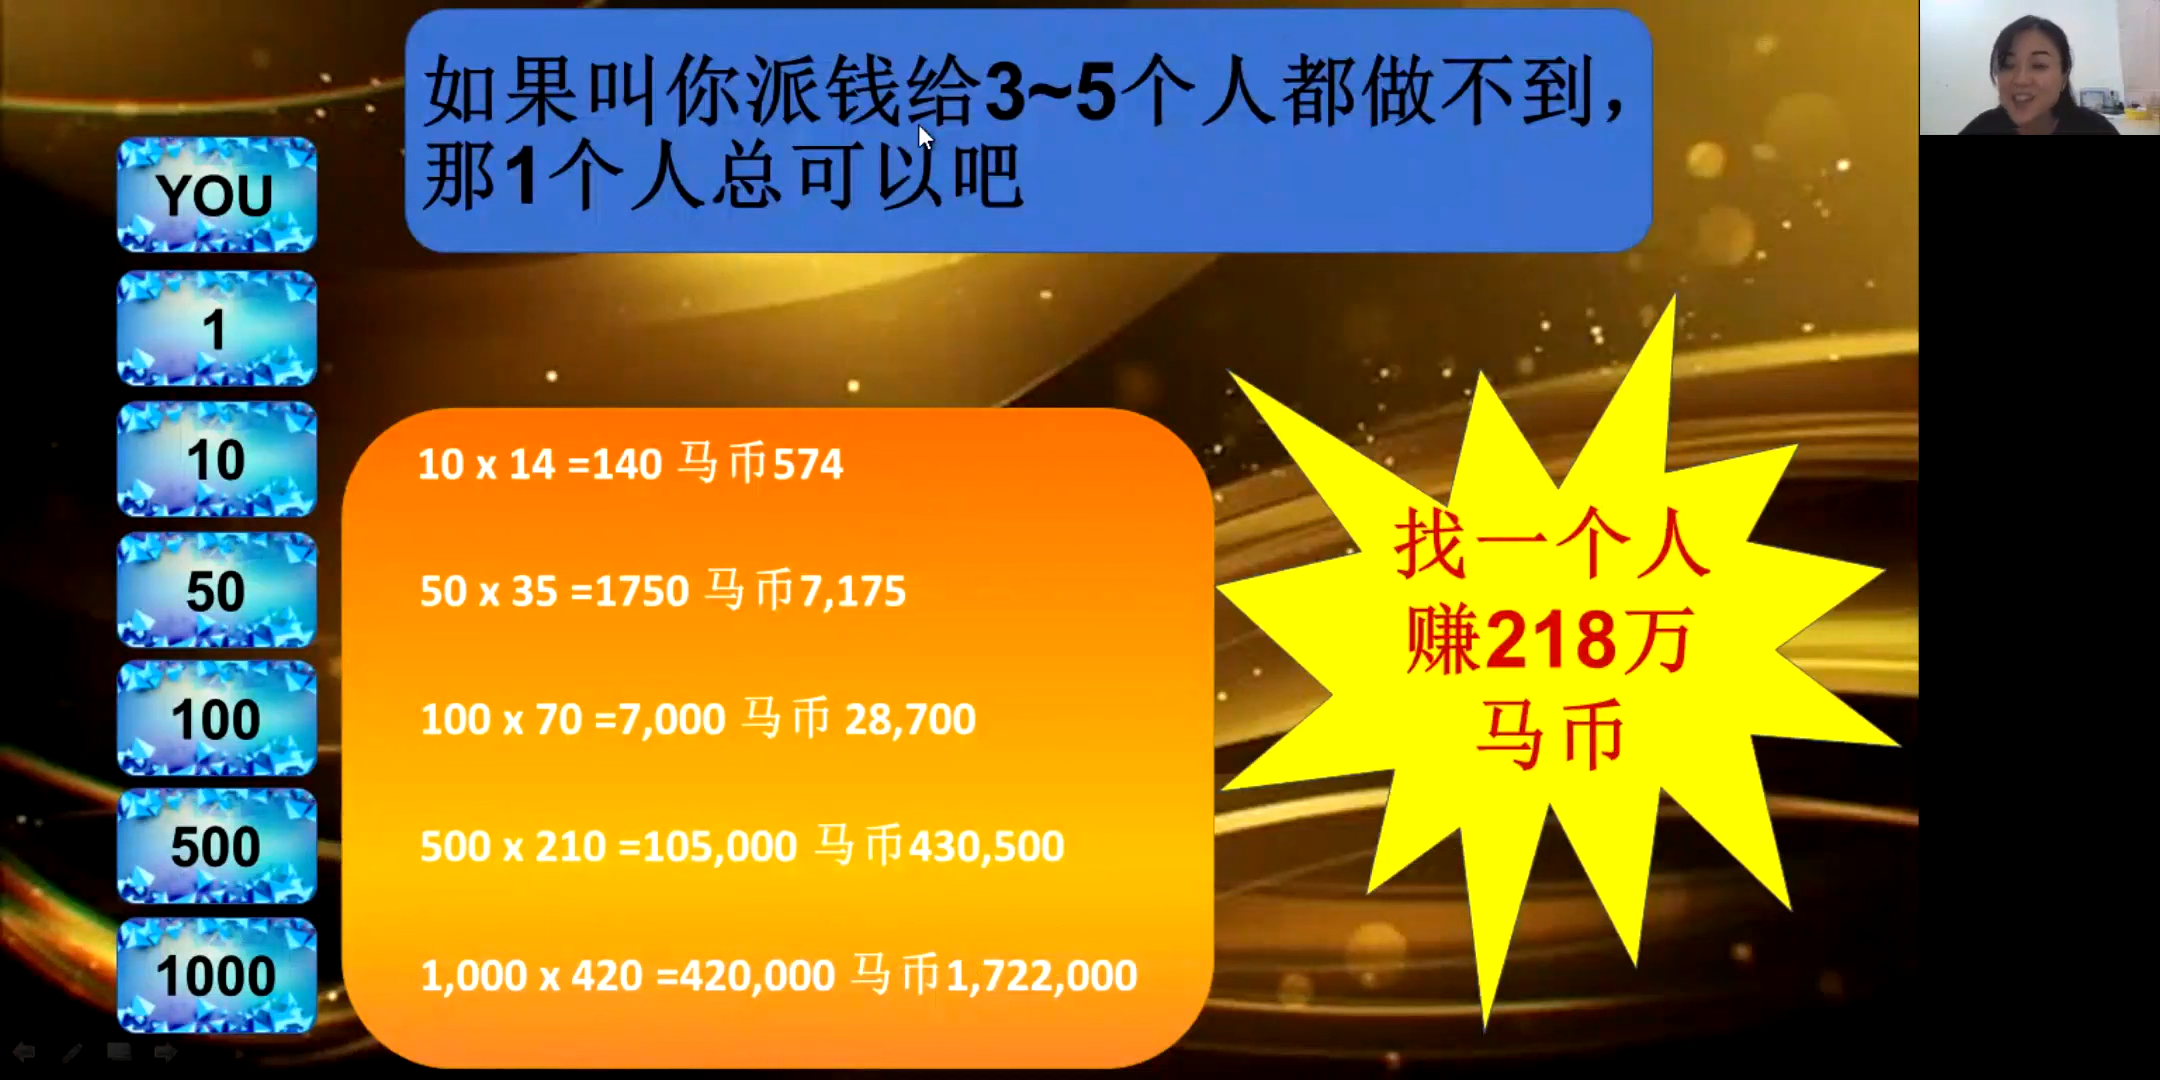 如果叫你派钱给3~5个人都做不到，
那1个人总可以吧
YOU
1
10
50
100
500
1000
10 x 14 =140 马币574
50 x 35 =1750 马币7,175
100 x 70 =7,000 马币 28,700
500 x 210 =105,000 马币430,500
1,000 x 420 =420,000 马币1,722,000
找一个人
赚218万
马币